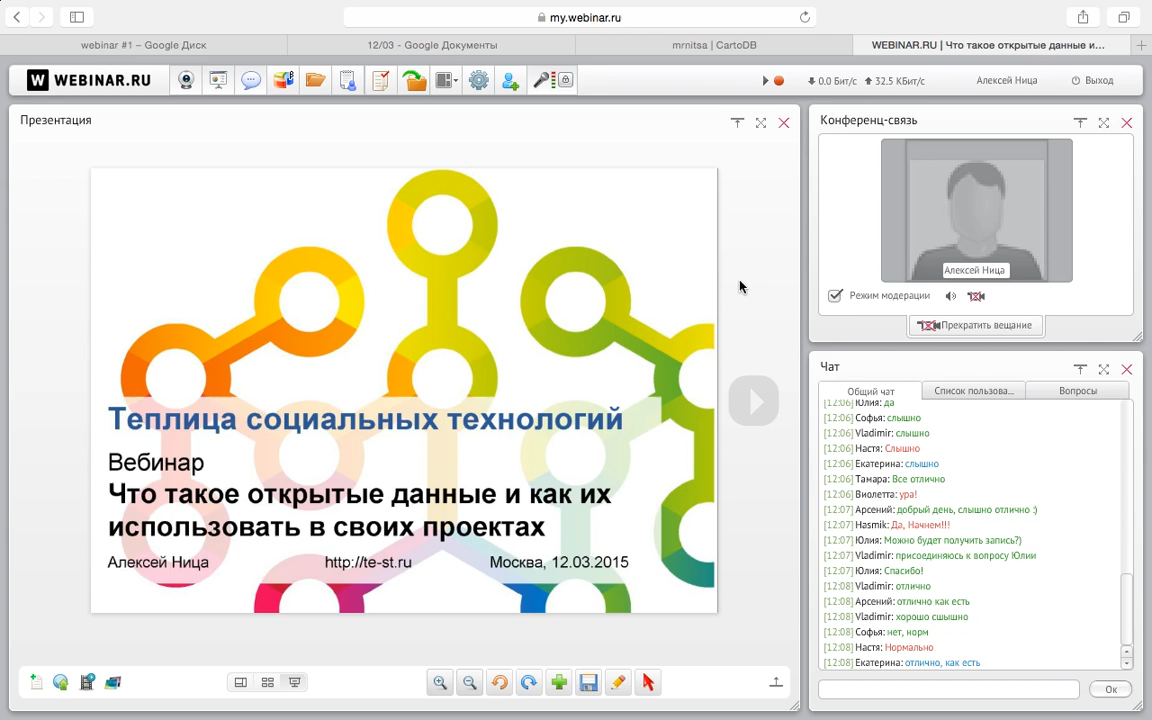 my.webinar.ru
webinar #1 – Google Диск
12/03 - Google Документы
mrnitsa | CartoDB
WEBINAR.RU | Что такое открытые данные и...
W WEBINAR.RU
0.0 Бит/с
32.5 КБит/с
Алексей Ница
Выход
Презентация
Теплица социальных технологий
Вебинар
Что такое открытые данные и как их
использовать в своих проектах
Алексей Ница
http://te-st.ru
Москва, 12.03.2015
Конференц-связь
Алексей Ница
Режим модерации
Прекратить вещание
Чат
Общий чат
Список пользова...
Вопросы
[12:06] Юлия: да
[12:06] Софья: слышно
[12:06] Vladimir: слышно
[12:06] Настя: Слышно
[12:06] Екатерина: слышно
[12:06] Тамара: Все отлично
[12:06] Виолетта: ура!
[12:07] Арсений: добрый день, слышно отлично :)
[12:07] Hasmik: Да, Начнем!!!
[12:07] Юлия: Можно будет получить запись?)
[12:07] Vladimir: присоединяюсь к вопросу Юлии
[12:07] Юлия: Спасибо!
[12:08] Vladimir: отлично
[12:08] Арсений: отлично как есть
[12:08] Vladimir: хорошо сшышно
[12:08] Софья: нет, норм
[12:08] Настя: Нормально
[12:08] Екатерина: отлично, как есть
Ок